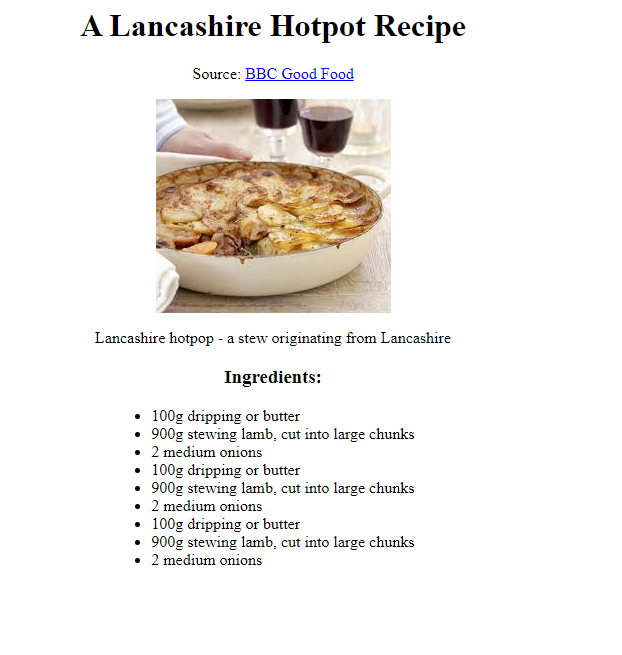 A Lancashire Hotpot Recipe
Source: BBC Good Food
Lancashire hotpop - a stew originating from Lancashire
Ingredients:
• 100g dripping or butter
• 900g stewing lamb, cut into large chunks
• 2 medium onions
• 100g dripping or butter
• 900g stewing lamb, cut into large chunks
• 2 medium onions
• 100g dripping or butter
• 900g stewing lamb, cut into large chunks
• 2 medium onions